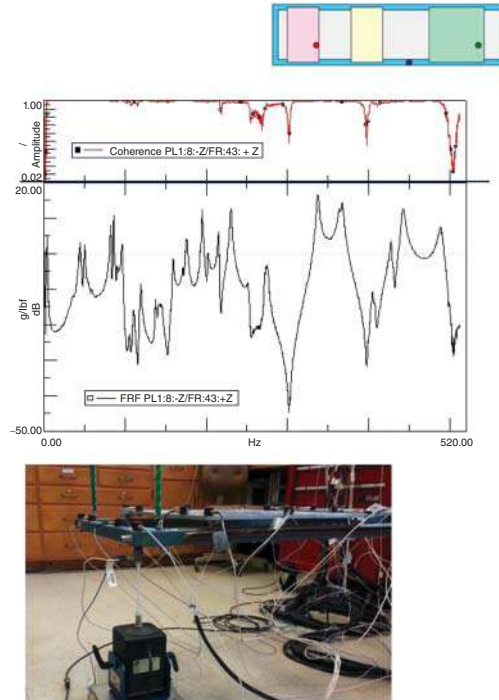 1.00
/
Amplitude
Coherence PL1:8:-Z/FR:43: + Z
0.02
20.00
g/lbf
dB
FRF PL1:8:-Z/FR:43:+Z
–50.00
0.00
Hz
520.00